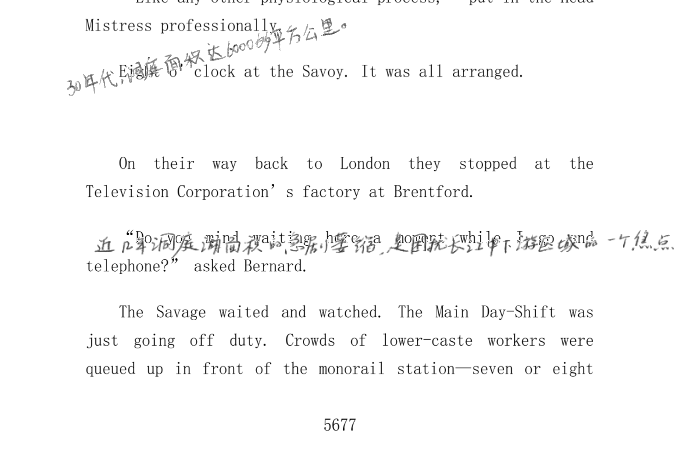 “Like any other physiological process,” put in the Head
Mistress professionally.
30年代,洞庭面积达6000多平方公里。
Eight o’clock at the Savoy. It was all arranged.
On their way back to London they stopped at the
Television Corporation’s factory at Brentford.
“Do you mind waiting here a moment while I go and
近几年洞庭湖面积的急剧萎缩,是困扰长江中下游区域的一个焦点
telephone?” asked Bernard.
The Savage waited and watched. The Main Day-Shift was
just going off duty. Crowds of lower-caste workers were
queued up in front of the monorail station—seven or eight
5677